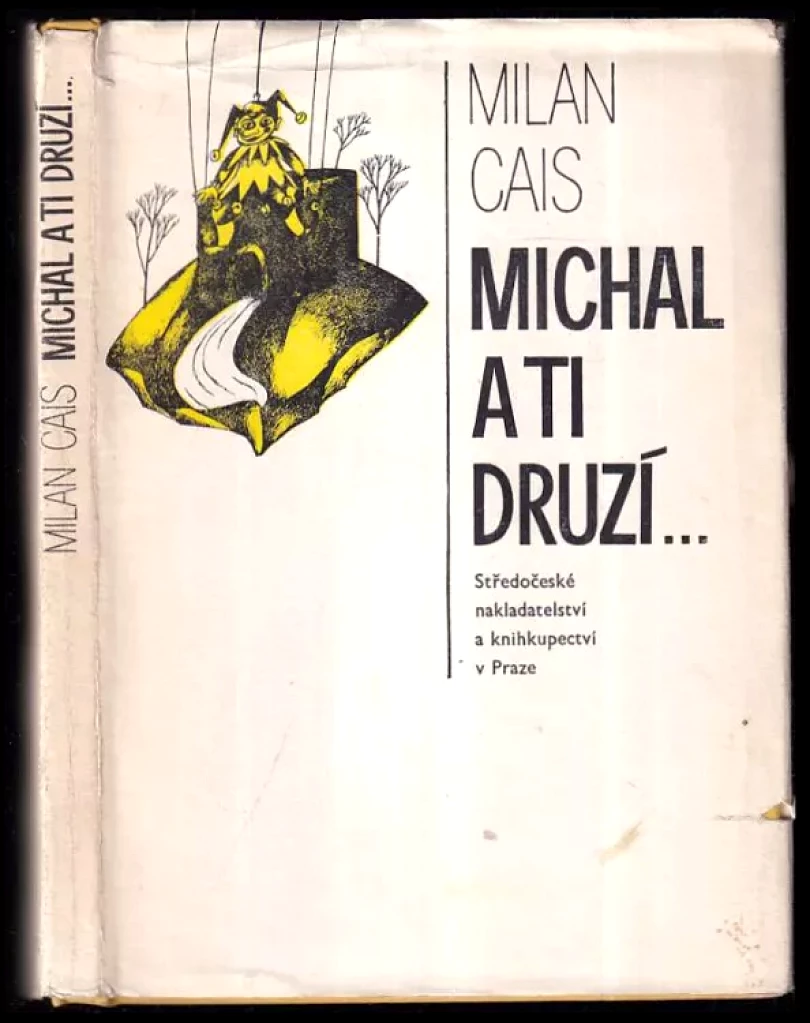 MILAN CAIS MICHAL A TI DRUZÍ...
MILAN
CAIS
MICHAL
A TI
DRUZÍ...
Středočeské
nakladatelství
a knihkupectví
v Praze